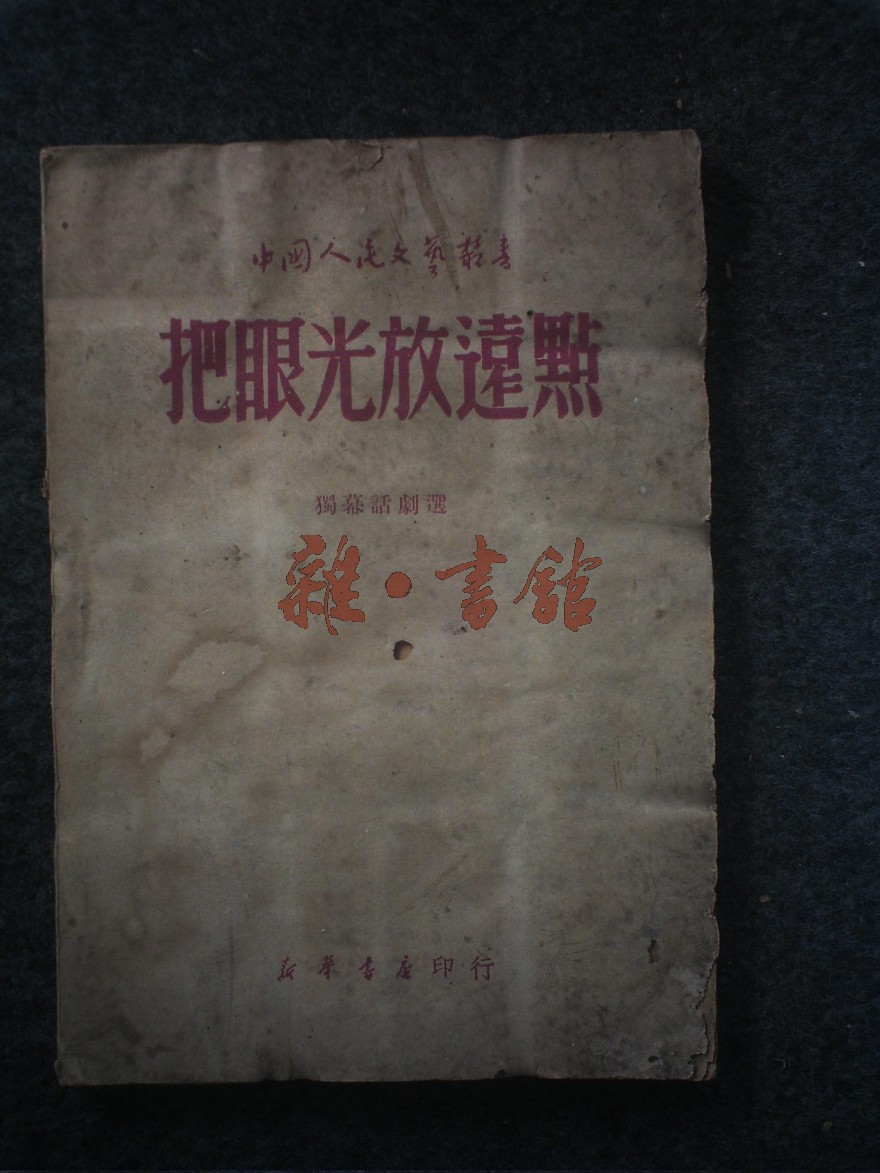 中國人民文藝叢書
把眼光放遠點
獨幕話劇選
雜·書館
新華書店印行